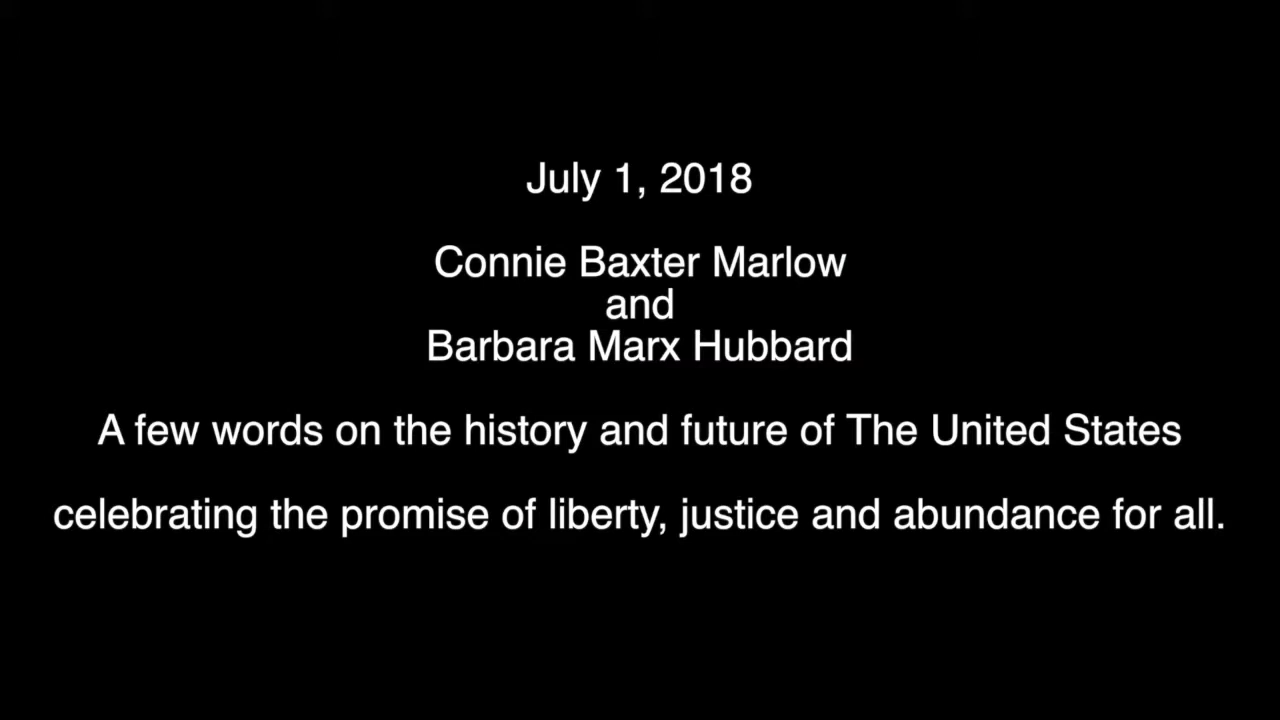 July 1, 2018
Connie Baxter Marlow
and
Barbara Marx Hubbard
A few words on the history and future of The United States
celebrating the promise of liberty, justice and abundance for all.